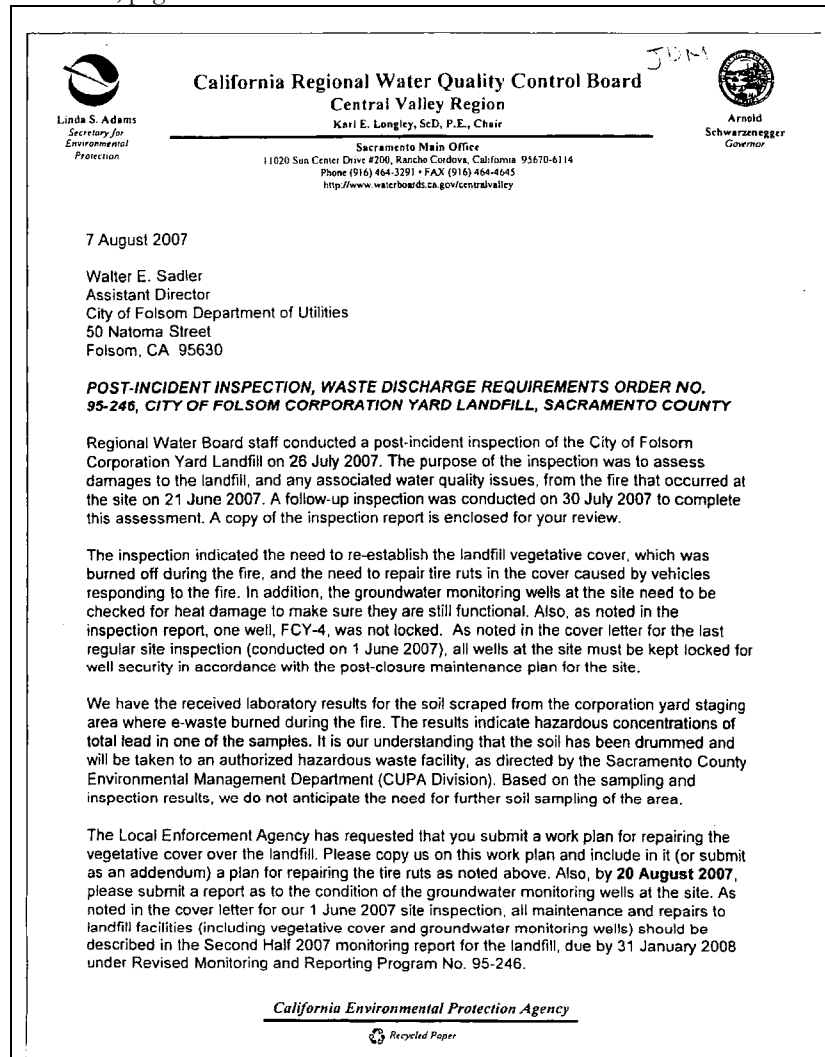 JDM
California Regional Water Quality Control Board
Central Valley Region
Karl E. Longley, ScD, P.E., Chair
Linda S. Adams
Secretary for
Environmental
Protection
Arnold
Schwarzenegger
Governor
Sacramento Main Office
11020 Sun Center Drive #200, Rancho Cordova, California 95670-6114
Phone (916) 464-3291 • FAX (916) 464-4645
http://www.waterboards.ca.gov/centralvalley
7 August 2007
Walter E. Sadler
Assistant Director
City of Folsom Department of Utilities
50 Natoma Street
Folsom, CA 95630
POST-INCIDENT INSPECTION, WASTE DISCHARGE REQUIREMENTS ORDER NO.
95-246, CITY OF FOLSOM CORPORATION YARD LANDFILL, SACRAMENTO COUNTY
Regional Water Board staff conducted a post-incident inspection of the City of Folsom
Corporation Yard Landfill on 26 July 2007. The purpose of the inspection was to assess
damages to the landfill, and any associated water quality issues, from the fire that occurred at
the site on 21 June 2007. A follow-up inspection was conducted on 30 July 2007 to complete
this assessment. A copy of the inspection report is enclosed for your review.
The inspection indicated the need to re-establish the landfill vegetative cover, which was
burned off during the fire, and the need to repair tire ruts in the cover caused by vehicles
responding to the fire. In addition, the groundwater monitoring wells at the site need to be
checked for heat damage to make sure they are still functional. Also, as noted in the
inspection report, one well, FCY-4, was not locked. As noted in the cover letter for the last
regular site inspection (conducted on 1 June 2007), all wells at the site must be kept locked for
well security in accordance with the post-closure maintenance plan for the site.
We have the received laboratory results for the soil scraped from the corporation yard staging
area where e-waste burned during the fire. The results indicate hazardous concentrations of
total lead in one of the samples. It is our understanding that the soil has been drummed and
will be taken to an authorized hazardous waste facility, as directed by the Sacramento County
Environmental Management Department (CUPA Division). Based on the sampling and
inspection results, we do not anticipate the need for further soil sampling of the area.
The Local Enforcement Agency has requested that you submit a work plan for repairing the
vegetative cover over the landfill. Please copy us on this work plan and include in it (or submit
as an addendum) a plan for repairing the tire ruts as noted above. Also, by 20 August 2007,
please submit a report as to the condition of the groundwater monitoring wells at the site. As
noted in the cover letter for our 1 June 2007 site inspection, all maintenance and repairs to
landfill facilities (including vegetative cover and groundwater monitoring wells) should be
described in the Second Half 2007 monitoring report for the landfill, due by 31 January 2008
under Revised Monitoring and Reporting Program No. 95-246.
California Environmental Protection Agency
Recycled Paper